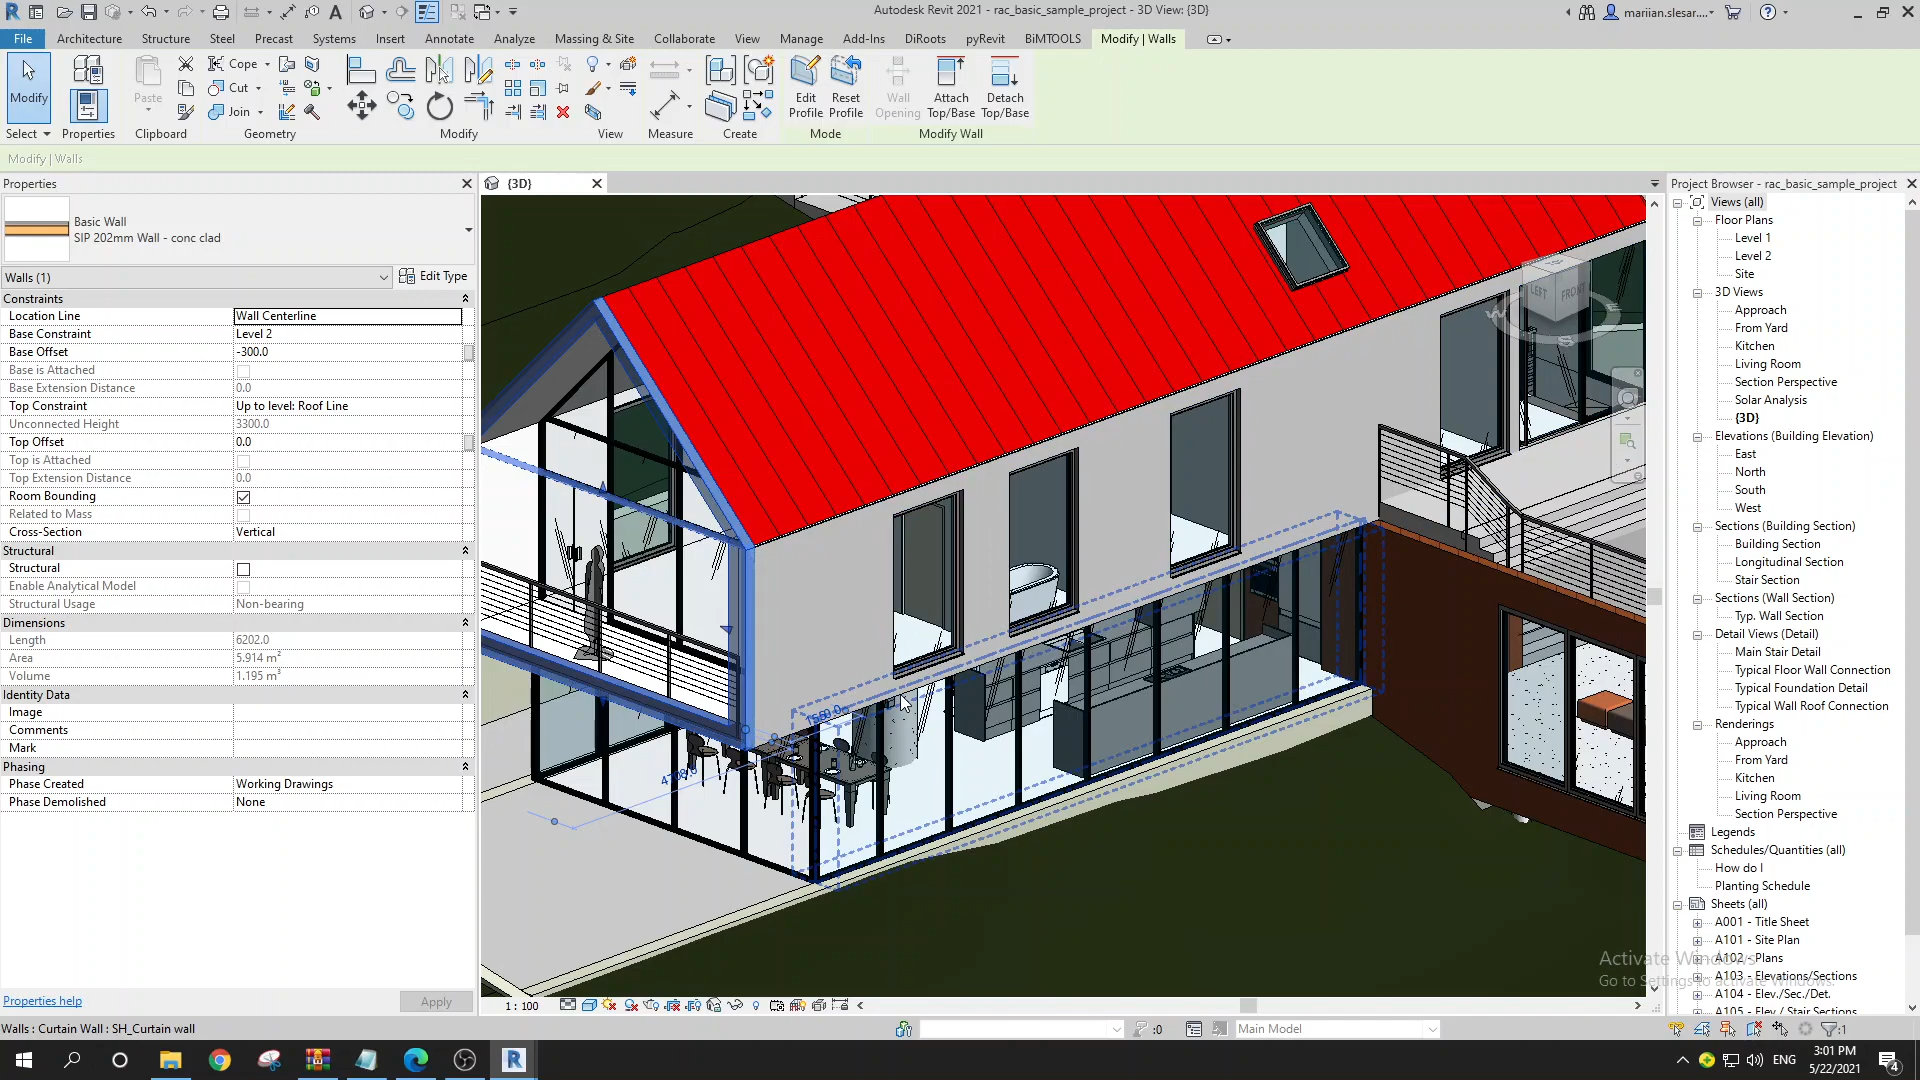 Autodesk Revit 2021 - rac_basic_sample_project - 3D View: {3D}
mariian.slesar...
File Architecture Structure Steel Precast Systems Insert Annotate Analyze Massing & Site Collaborate View Manage Add-Ins DiRoots pyRevit BiMTOOLS Modify | Walls
Modify
Paste
Cope
Cut
Join
Edit Profile
Reset Profile
Wall Opening
Attach Top/Base
Detach Top/Base
Select Properties Clipboard Geometry Modify View Measure Create Mode Modify Wall
Modify | Walls
Properties
Basic Wall
SIP 202mm Wall - conc clad
Walls (1) Edit Type
Constraints
Location Line Wall Centerline
Base Constraint Level 2
Base Offset -300.0
Base is Attached
Base Extension Distance 0.0
Top Constraint Up to level: Roof Line
Unconnected Height 3300.0
Top Offset 0.0
Top is Attached
Top Extension Distance 0.0
Room Bounding
Related to Mass
Cross-Section Vertical
Structural
Structural
Enable Analytical Model
Structural Usage Non-bearing
Dimensions
Length 6202.0
Area 5.914 m²
Volume 1.195 m³
Identity Data
Image
Comments
Mark
Phasing
Phase Created Working Drawings
Phase Demolished None
Properties help Apply
{3D}
LEFT FRONT
W E
S
Project Browser - rac_basic_sample_project
Views (all)
Floor Plans
Level 1
Level 2
Site
3D Views
Approach
From Yard
Kitchen
Living Room
Section Perspective
Solar Analysis
{3D}
Elevations (Building Elevation)
East
North
South
West
Sections (Building Section)
Building Section
Longitudinal Section
Stair Section
Sections (Wall Section)
Typ. Wall Section
Detail Views (Detail)
Main Stair Detail
Typical Floor Wall Connection
Typical Foundation Detail
Typical Wall Roof Connection
Renderings
Approach
From Yard
Kitchen
Living Room
Section Perspective
Legends
Schedules/Quantities (all)
How do I
Planting Schedule
Sheets (all)
A001 - Title Sheet
A101 - Site Plan
A102 - Plans
A103 - Elevations/Sections
A104 - Elev./Sec./Det.
A105 - Elev./ Stair Sections
Activate Windows
Go to Settings to activate Windows.
1 : 100
Walls : Curtain Wall : SH_Curtain wall
:0
Main Model
:1
ENG
3:01 PM
5/22/2021
4